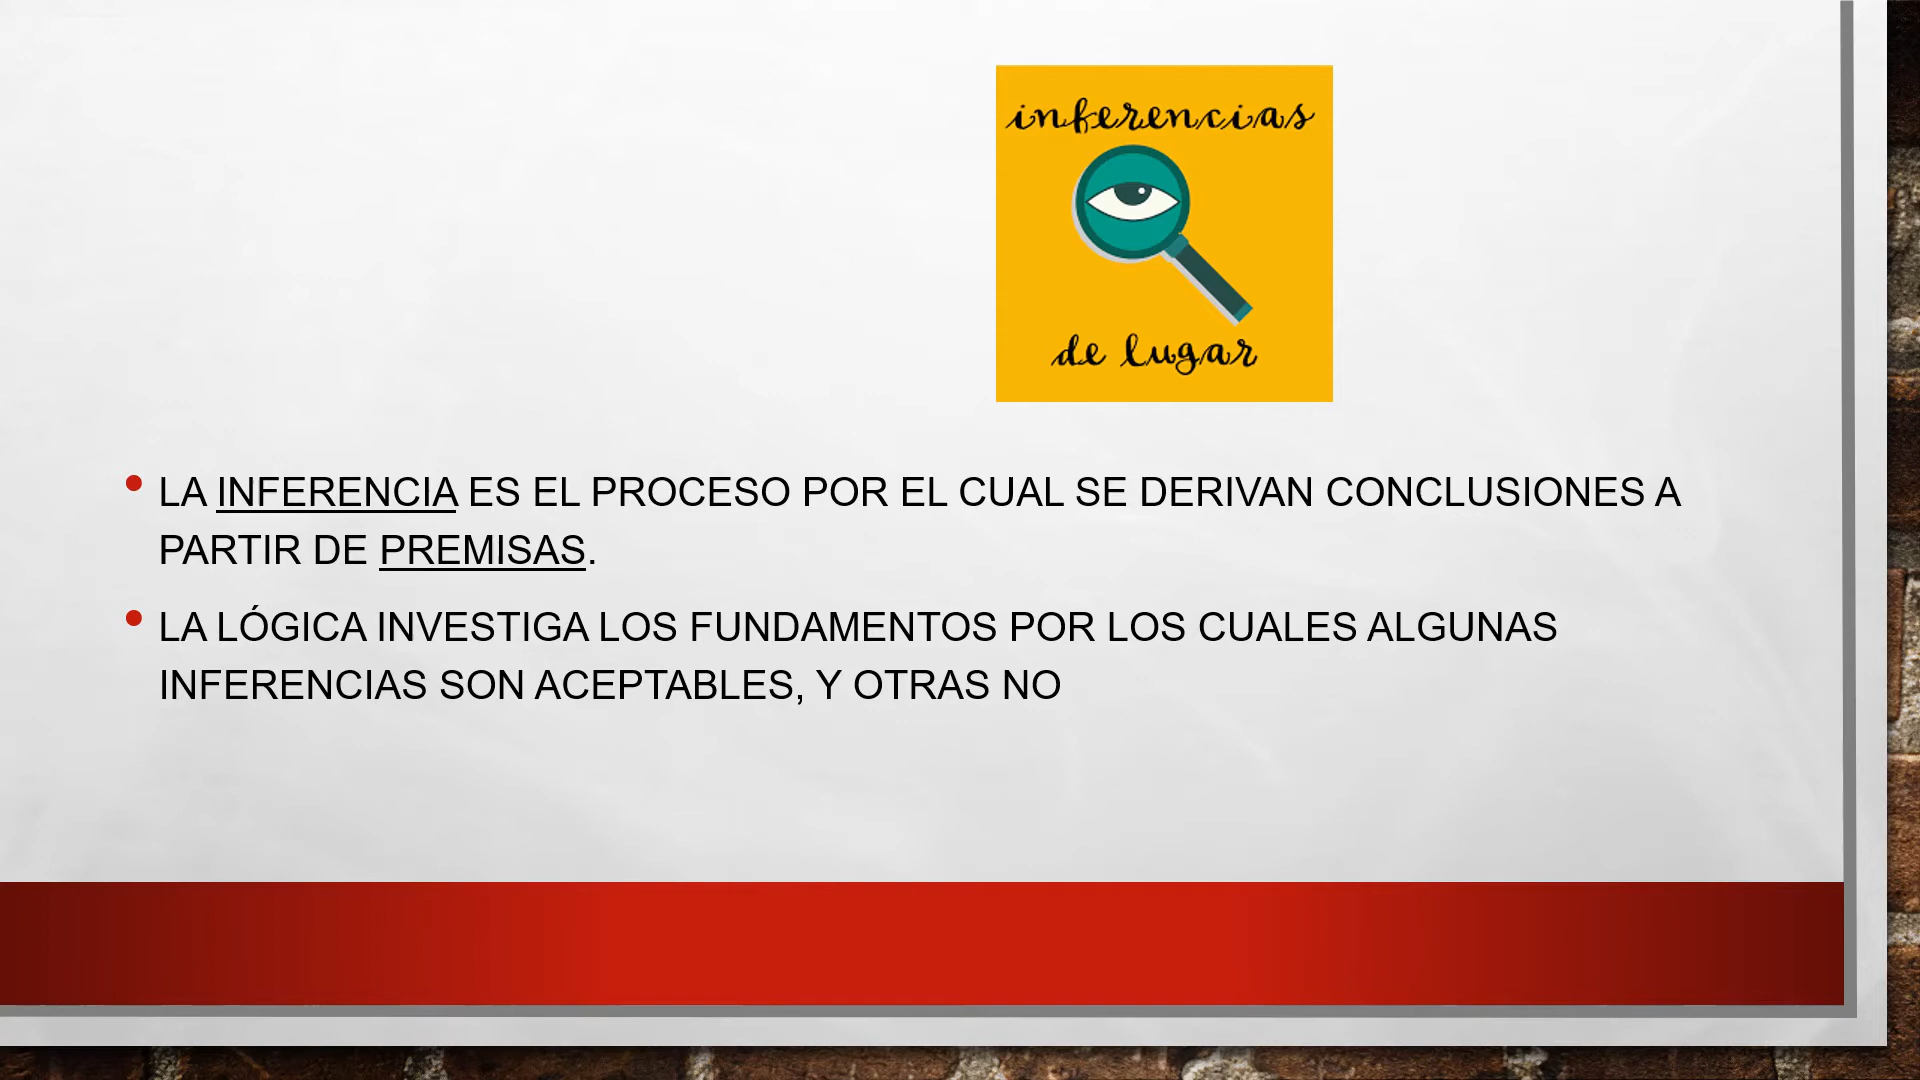 inferencias
de lugar
• LA INFERENCIA ES EL PROCESO POR EL CUAL SE DERIVAN CONCLUSIONES A
PARTIR DE PREMISAS.
• LA LÓGICA INVESTIGA LOS FUNDAMENTOS POR LOS CUALES ALGUNAS
INFERENCIAS SON ACEPTABLES, Y OTRAS NO